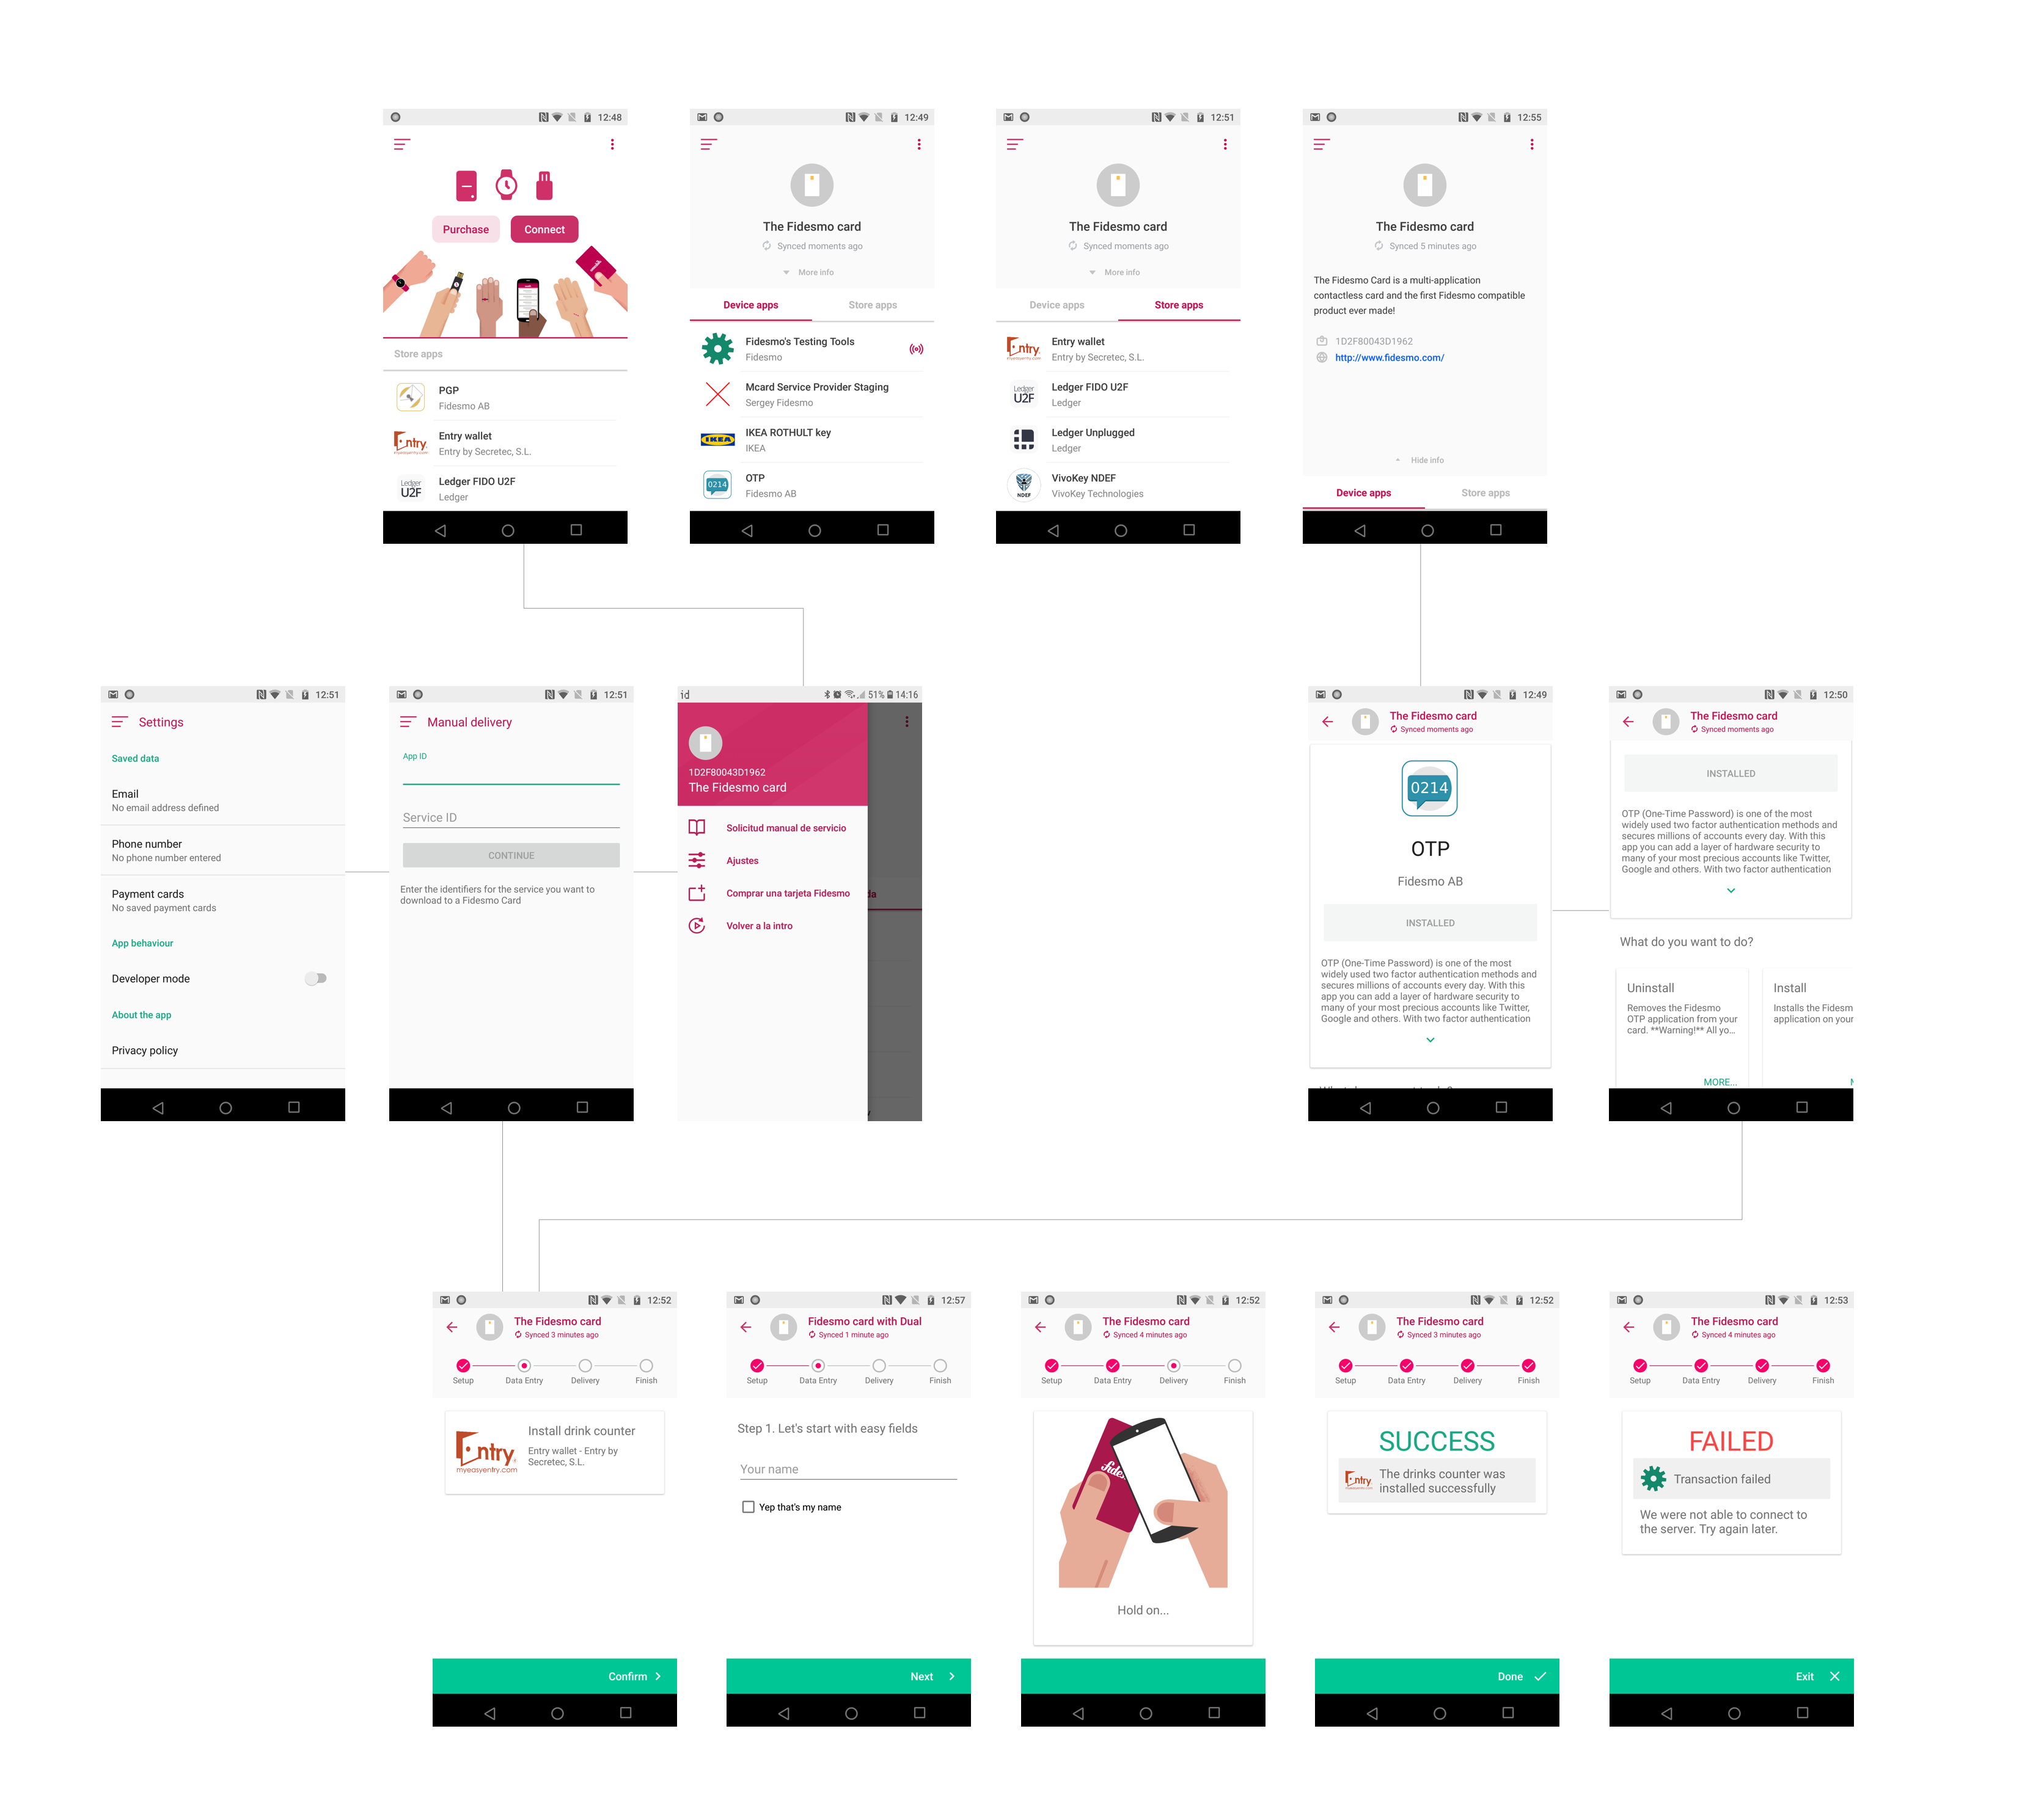 12:48
Purchase
Connect
Store apps
PGP
Fidesmo AB
Entry
myeasyentry.com
Entry wallet
Entry by Secretec, S.L.
Ledger
U2F
Ledger FIDO U2F
Ledger
12:49
The Fidesmo card
Synced moments ago
More info
Device apps
Store apps
Fidesmo's Testing Tools
Fidesmo
Mcard Service Provider Staging
Sergey Fidesmo
IKEA
IKEA ROTHULT key
IKEA
0214
OTP
Fidesmo AB
12:51
The Fidesmo card
Synced moments ago
More info
Device apps
Store apps
Entry
myeasyentry.com
Entry wallet
Entry by Secretec, S.L.
Ledger
U2F
Ledger FIDO U2F
Ledger
Ledger Unplugged
Ledger
NDEF
VivoKey NDEF
VivoKey Technologies
12:55
The Fidesmo card
Synced 5 minutes ago
The Fidesmo Card is a multi-application
contactless card and the first Fidesmo compatible
product ever made!
1D2F80043D1962
http://www.fidesmo.com/
Hide info
Device apps
Store apps
12:51
Settings
Saved data
Email
No email address defined
Phone number
No phone number entered
Payment cards
No saved payment cards
App behaviour
Developer mode
About the app
Privacy policy
12:51
Manual delivery
App ID
Service ID
CONTINUE
Enter the identifiers for the service you want to
download to a Fidesmo Card
id
51% 14:16
1D2F80043D1962
The Fidesmo card
Solicitud manual de servicio
Ajustes
Comprar una tarjeta Fidesmo
da
Volver a la intro
12:49
The Fidesmo card
Synced moments ago
0214
OTP
Fidesmo AB
INSTALLED
OTP (One-Time Password) is one of the most
widely used two factor authentication methods and
secures millions of accounts every day. With this
app you can add a layer of hardware security to
many of your most precious accounts like Twitter,
Google and others. With two factor authentication
12:50
The Fidesmo card
Synced moments ago
INSTALLED
OTP (One-Time Password) is one of the most
widely used two factor authentication methods and
secures millions of accounts every day. With this
app you can add a layer of hardware security to
many of your most precious accounts like Twitter,
Google and others. With two factor authentication
What do you want to do?
Uninstall
Removes the Fidesmo
OTP application from your
card. **Warning!** All yo...
MORE...
Install
Installs the Fidesm
application on your
12:52
The Fidesmo card
Synced 3 minutes ago
Setup
Data Entry
Delivery
Finish
Entry
myeasyentry.com
Install drink counter
Entry wallet - Entry by
Secretec, S.L.
Confirm
12:57
Fidesmo card with Dual
Synced 1 minute ago
Setup
Data Entry
Delivery
Finish
Step 1. Let's start with easy fields
Your name
Yep that's my name
Next
12:52
The Fidesmo card
Synced 4 minutes ago
Setup
Data Entry
Delivery
Finish
Hold on...
12:52
The Fidesmo card
Synced 3 minutes ago
Setup
Data Entry
Delivery
Finish
SUCCESS
Entry
The drinks counter was
installed successfully
Done
12:53
The Fidesmo card
Synced 4 minutes ago
Setup
Data Entry
Delivery
Finish
FAILED
Transaction failed
We were not able to connect to
the server. Try again later.
Exit